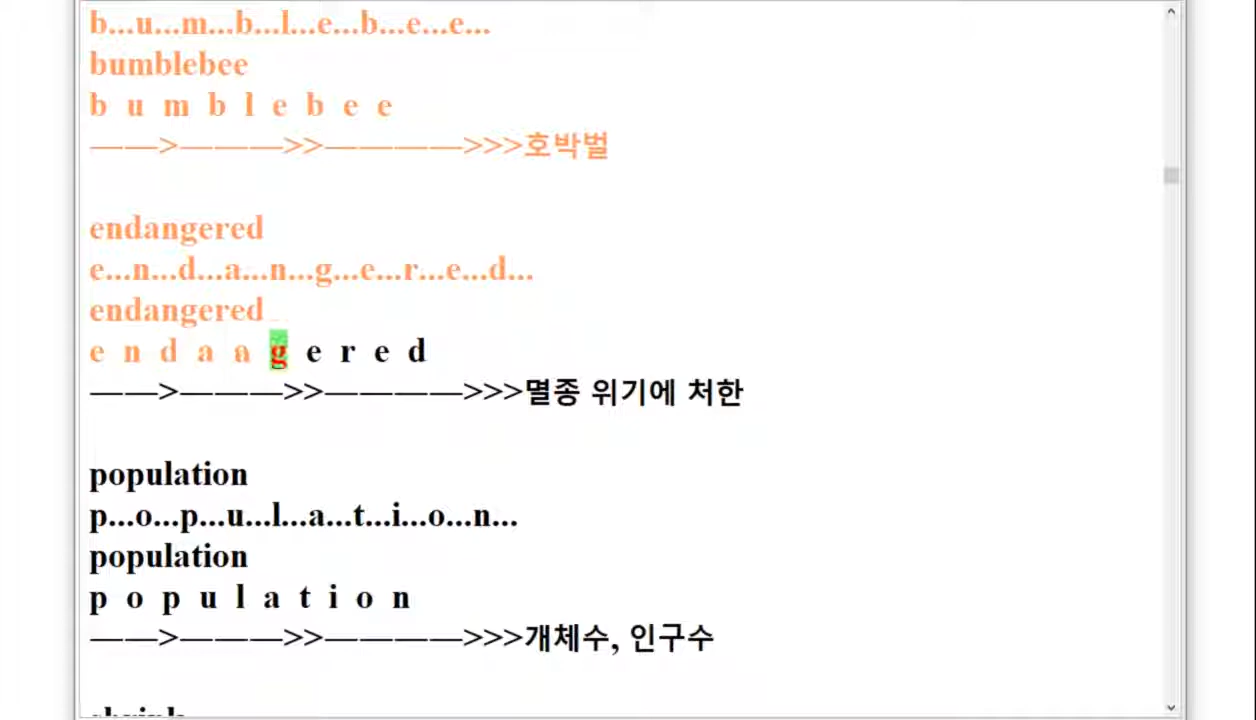 b...u...m...b...l...e...b...e...e...
bumblebee
b u m b l e b e e
——>———>>————>>>호박벌
endangered
e...n...d...a...n...g...e...r...e...d...
endangered
e n d a a g e r e d
——>———>>————>>>멸종 위기에 처한
population
p...o...p...u...l...a...t...i...o...n...
population
p o p u l a t i o n
——>———>>————>>>개체수, 인구수